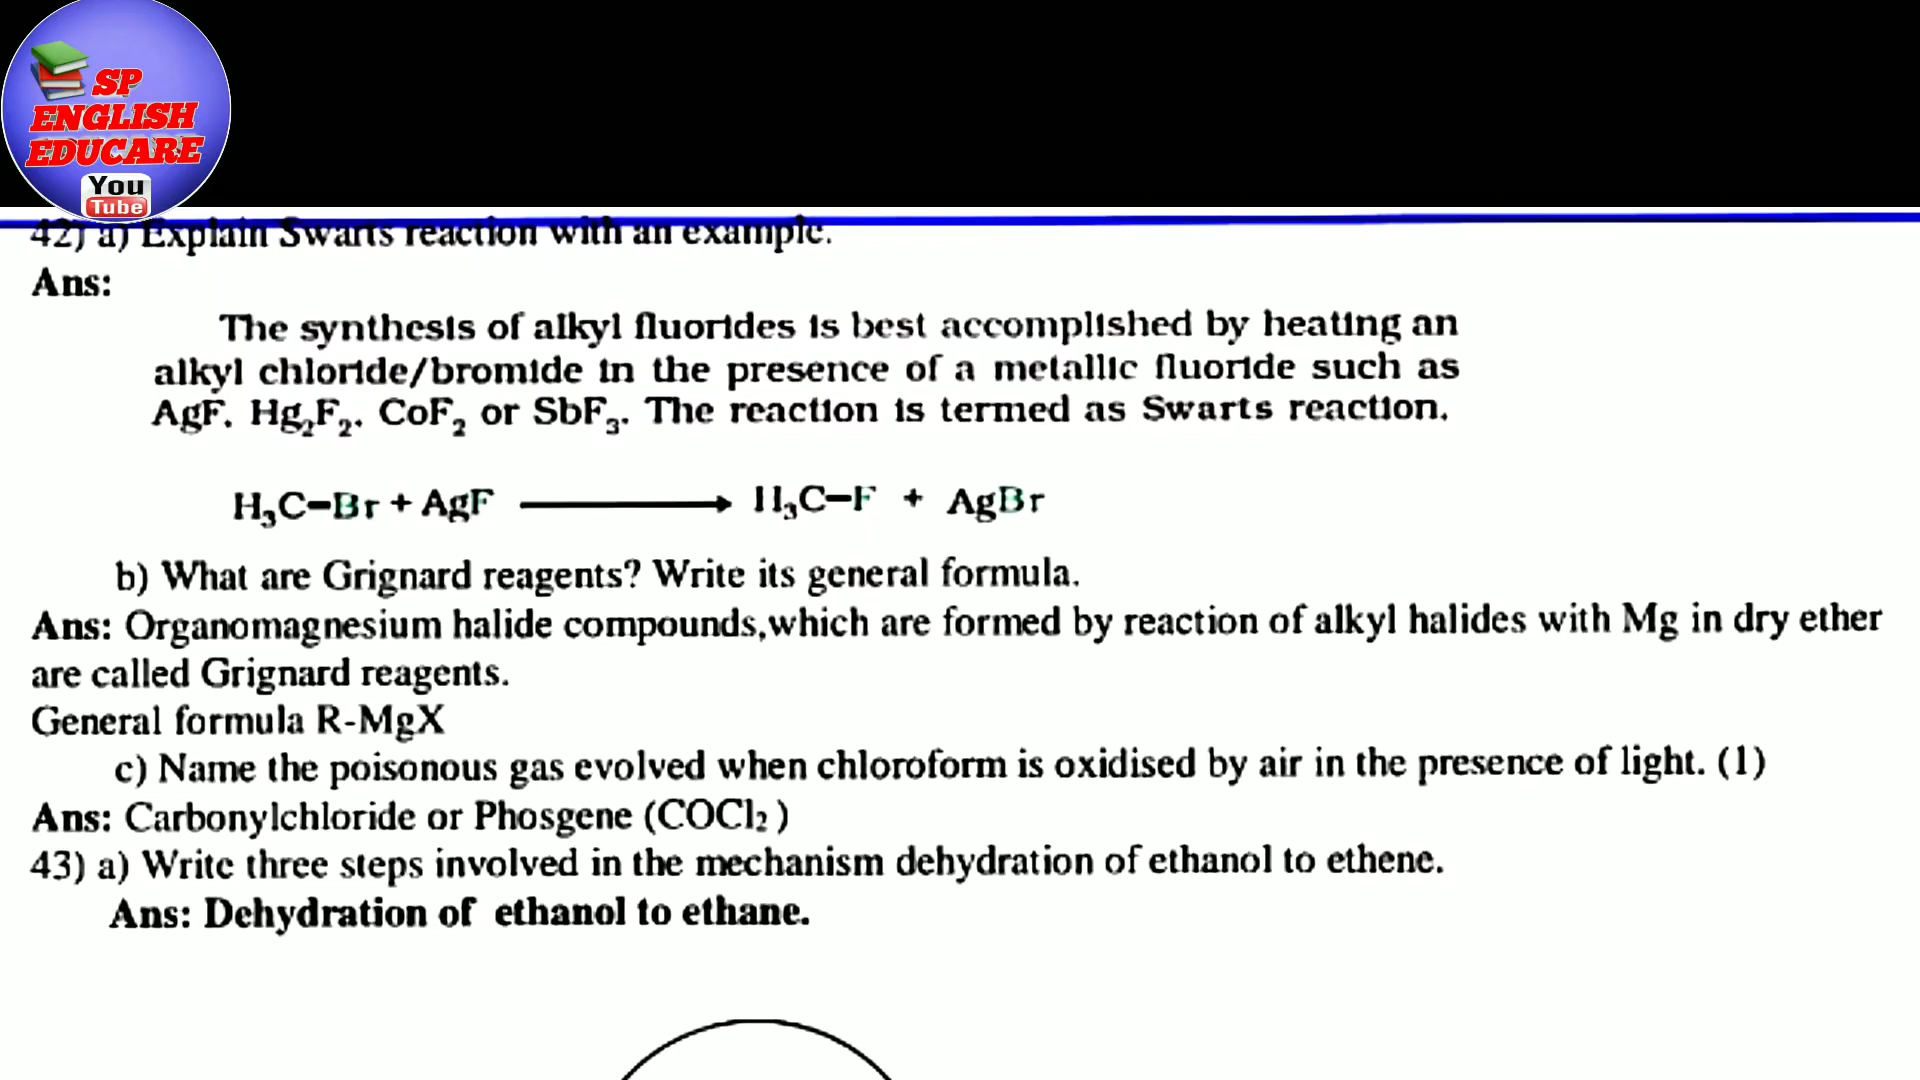 SP
ENGLISH
EDUCARE
You
Tube
42) a) Explain Swarts reaction with an example.
Ans:
The synthesis of alkyl fluorides is best accomplished by heating an
alkyl chloride/bromide in the presence of a metallic fluoride such as
AgF, Hg₂F₂, CoF₂ or SbF₃. The reaction is termed as Swarts reaction.
H₃C–Br + AgF ⟶ H₃C–F + AgBr
b) What are Grignard reagents? Write its general formula.
Ans: Organomagnesium halide compounds,which are formed by reaction of alkyl halides with Mg in dry ether
are called Grignard reagents.
General formula R-MgX
c) Name the poisonous gas evolved when chloroform is oxidised by air in the presence of light. (1)
Ans: Carbonylchloride or Phosgene (COCl₂ )
43) a) Write three steps involved in the mechanism dehydration of ethanol to ethene.
Ans: Dehydration of ethanol to ethane.